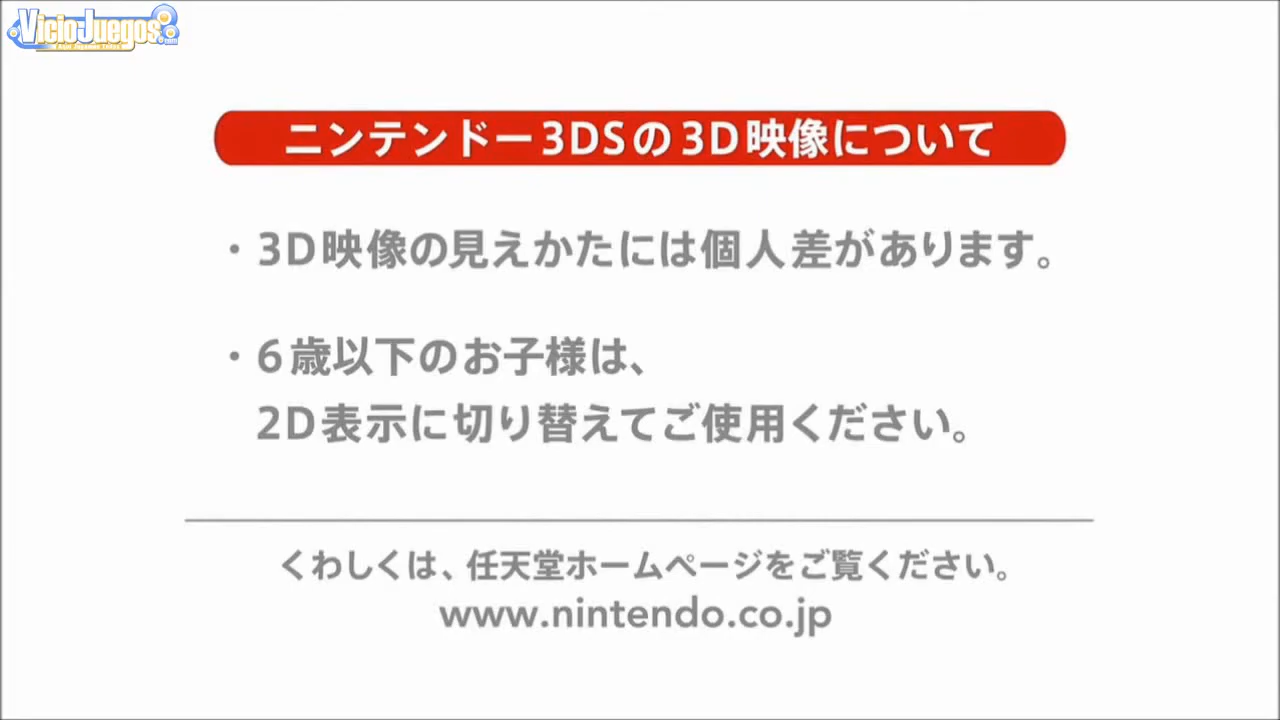 VicioJuegos.com
ニンテンドー3DSの3D映像について
・3D映像の見えかたには個人差があります。
・6歳以下のお子様は、
2D表示に切り替えてご使用ください。
くわしくは、任天堂ホームページをご覧ください。
www.nintendo.co.jp